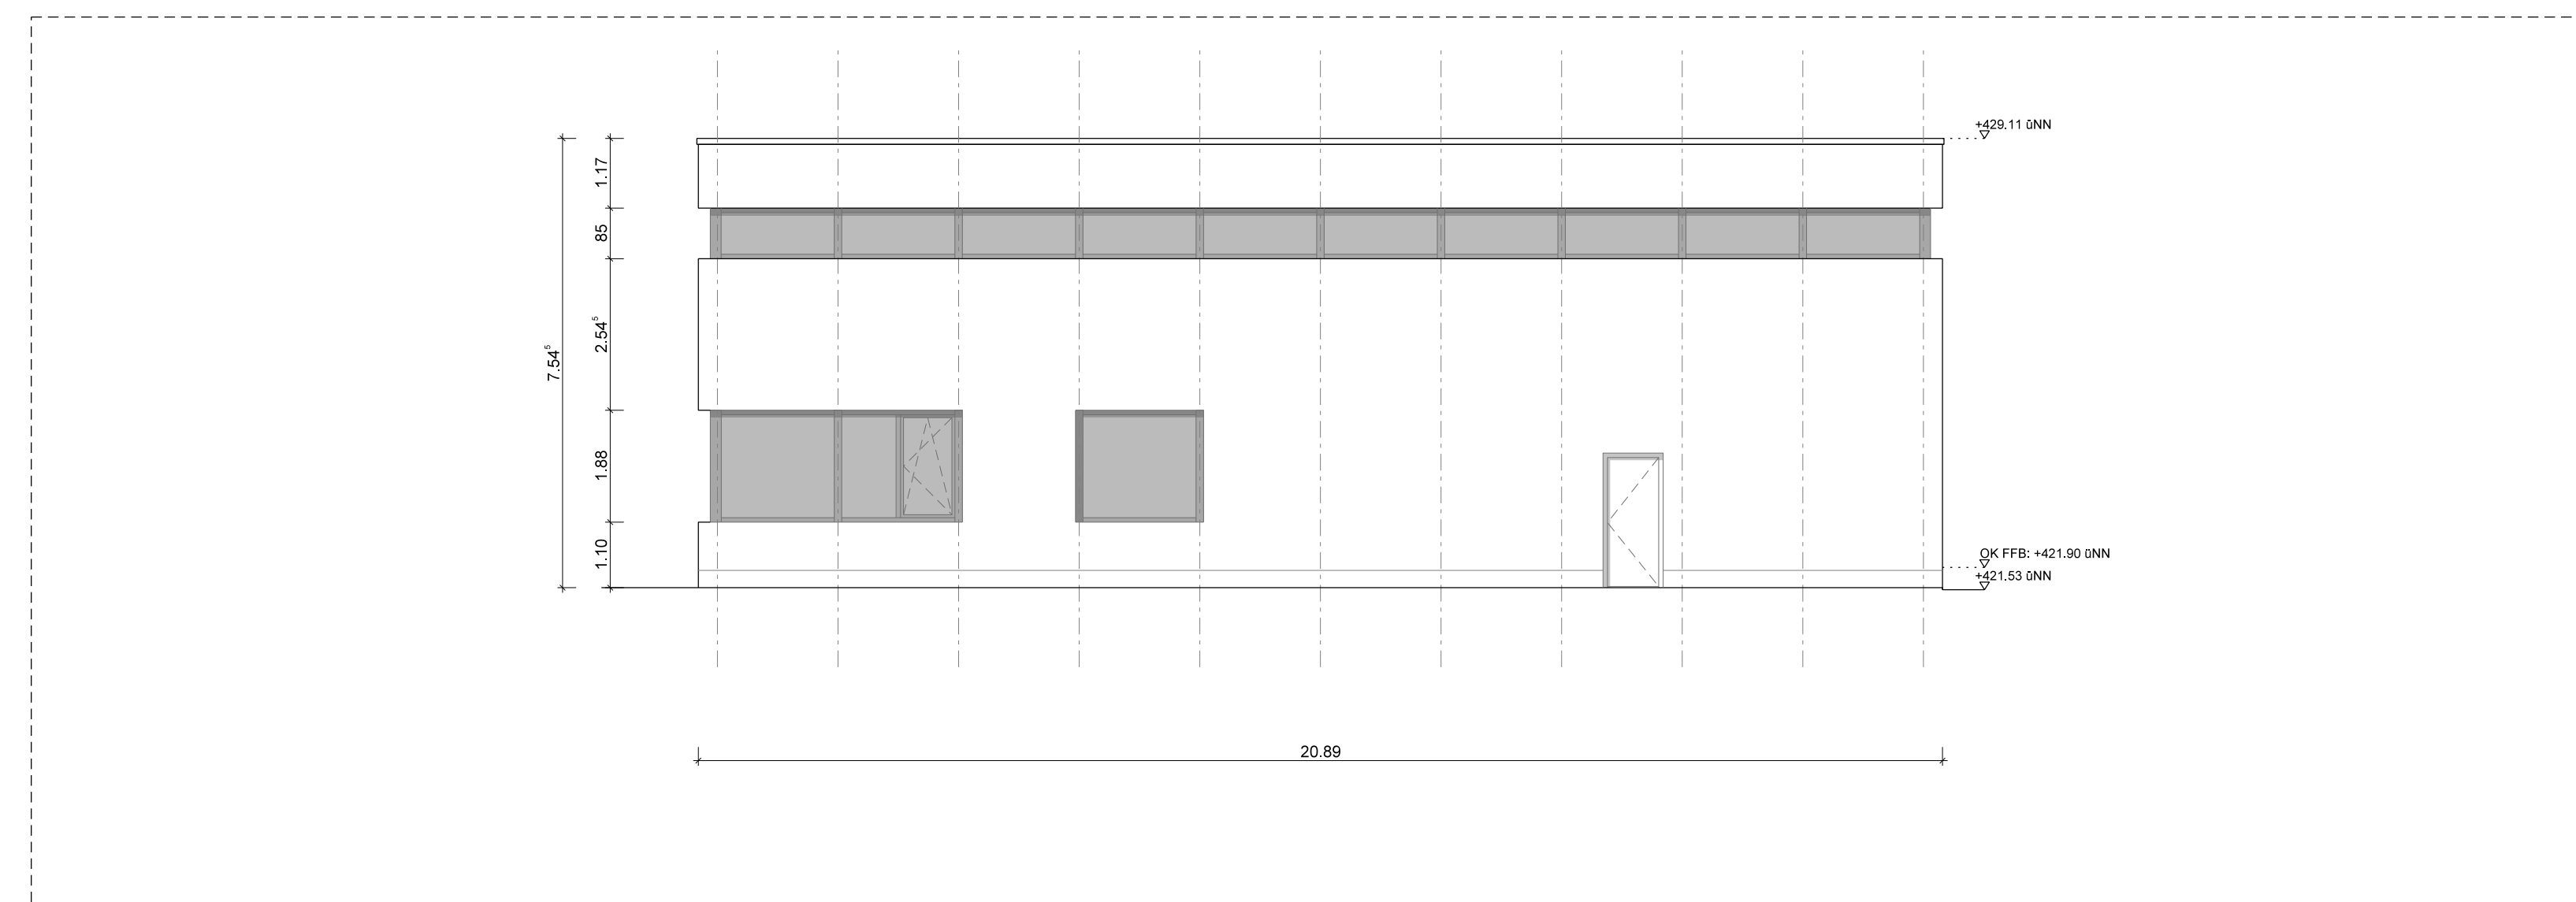 +429.11 üNN
1.17
85
2.54⁵
7.54⁵
1.88
1.10
OK FFB: +421.90 üNN
+421.53 üNN
20.89